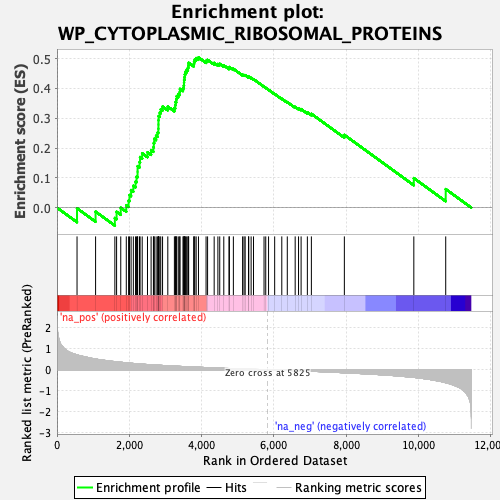 Enrichment plot:
WP_CYTOPLASMIC_RIBOSOMAL_PROTEINS
Enrichment score (ES)
0.5
0.4
0.3
0.2
0.1
0.0
'na_pos' (positively correlated)
Ranked list metric (PreRanked)
2
1
0
-1
-2
-3
Zero cross at 5825
'na_neg' (negatively correlated)
0
2,000
4,000
6,000
8,000
10,000
12,000
Rank in Ordered Dataset
Enrichment profile
Hits
Ranking metric scores